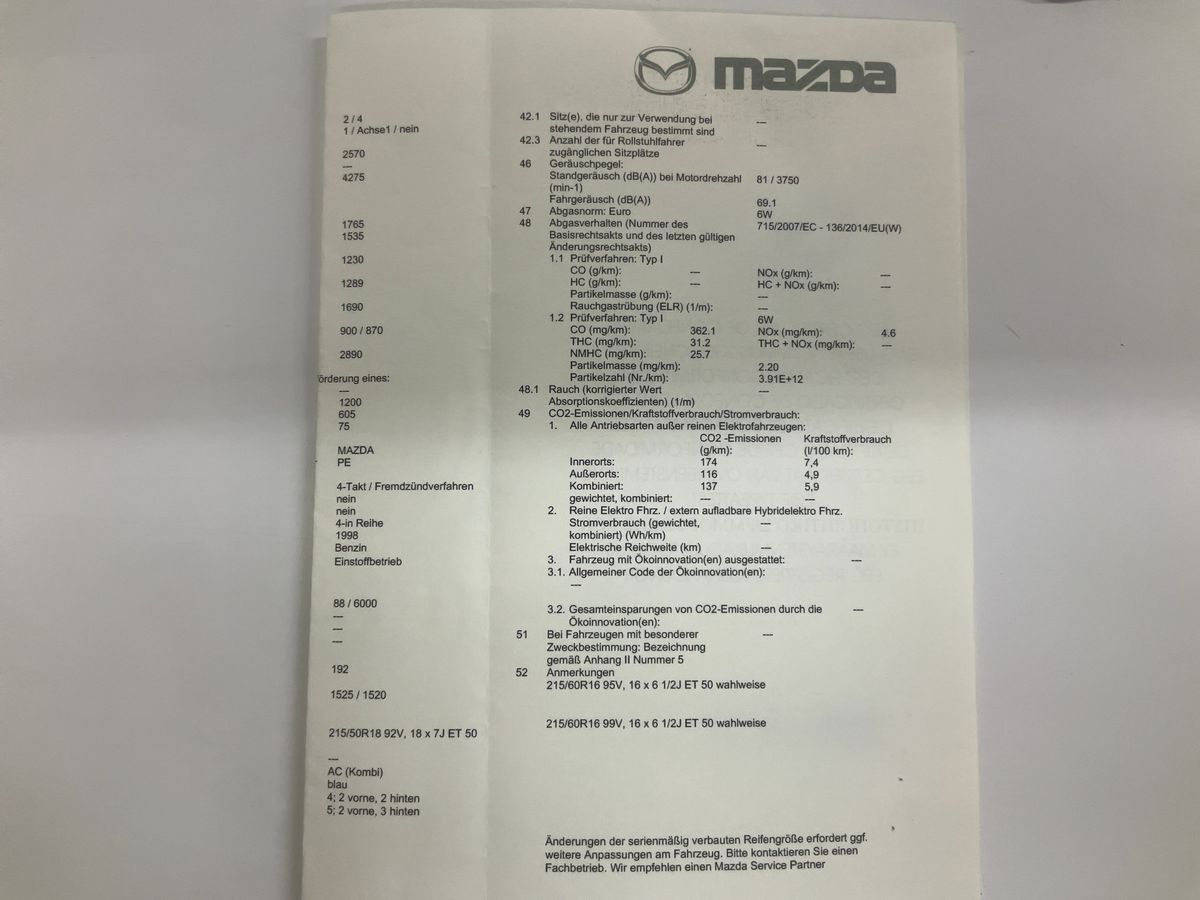 mazda
2 / 4
1 / Achse1 / nein
2570
---
4275
1765
1535
1230
1289
1690
900 / 870
2890
örderung eines:
---
1200
605
75
MAZDA
PE
4-Takt / Fremdzündverfahren
nein
nein
4-in Reihe
1998
Benzin
Einstoffbetrieb
88 / 6000
---
---
---
192
1525 / 1520
215/50R18 92V, 18 x 7J ET 50
---
AC (Kombi)
blau
4; 2 vorne, 2 hinten
5; 2 vorne, 3 hinten
42.1 Sitz(e), die nur zur Verwendung bei ---
stehendem Fahrzeug bestimmt sind
42.3 Anzahl der für Rollstuhlfahrer ---
zugänglichen Sitzplätze
46 Geräuschpegel:
Standgeräusch (dB(A)) bei Motordrehzahl 81 / 3750
(min-1)
Fahrgeräusch (dB(A)) 69.1
47 Abgasnorm: Euro 6W
48 Abgasverhalten (Nummer des 715/2007/EC - 136/2014/EU(W)
Basisrechtsakts und des letzten gültigen
Änderungsrechtsakts)
1.1 Prüfverfahren: Typ I
CO (g/km): --- NOx (g/km): ---
HC (g/km): --- HC + NOx (g/km): ---
Partikelmasse (g/km): ---
Rauchgastrübung (ELR) (1/m): ---
1.2 Prüfverfahren: Typ I 6W
CO (mg/km): 362.1 NOx (mg/km): 4.6
THC (mg/km): 31.2 THC + NOx (mg/km): ---
NMHC (mg/km): 25.7
Partikelmasse (mg/km): 2.20
Partikelzahl (Nr./km): 3.91E+12
48.1 Rauch (korrigierter Wert ---
Absorptionskoeffizienten) (1/m)
49 CO2-Emissionen/Kraftstoffverbrauch/Stromverbrauch:
1. Alle Antriebsarten außer reinen Elektrofahrzeugen:
CO2 -Emissionen Kraftstoffverbrauch
(g/km): (l/100 km):
Innerorts: 174 7,4
Außerorts: 116 4,9
Kombiniert: 137 5,9
gewichtet, kombiniert: --- ---
2. Reine Elektro Fhrz. / extern aufladbare Hybridelektro Fhrz.
Stromverbrauch (gewichtet, ---
kombiniert) (Wh/km)
Elektrische Reichweite (km) ---
3. Fahrzeug mit Ökoinnovation(en) ausgestattet: ---
3.1. Allgemeiner Code der Ökoinnovation(en):
---
3.2. Gesamteinsparungen von CO2-Emissionen durch die ---
Ökoinnovation(en):
51 Bei Fahrzeugen mit besonderer ---
Zweckbestimmung: Bezeichnung
gemäß Anhang II Nummer 5
52 Anmerkungen
215/60R16 95V, 16 x 6 1/2J ET 50 wahlweise
215/60R16 99V, 16 x 6 1/2J ET 50 wahlweise
Änderungen der serienmäßig verbauten Reifengröße erfordert ggf.
weitere Anpassungen am Fahrzeug. Bitte kontaktieren Sie einen
Fachbetrieb. Wir empfehlen einen Mazda Service Partner